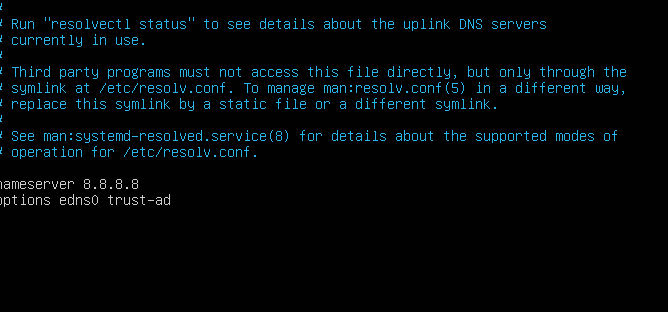 #
# Run "resolvectl status" to see details about the uplink DNS servers
# currently in use.
#
# Third party programs must not access this file directly, but only through the
# symlink at /etc/resolv.conf. To manage man:resolv.conf(5) in a different way,
# replace this symlink by a static file or a different symlink.
#
# See man:systemd-resolved.service(8) for details about the supported modes of
# operation for /etc/resolv.conf.
nameserver 8.8.8.8
options edns0 trust-ad